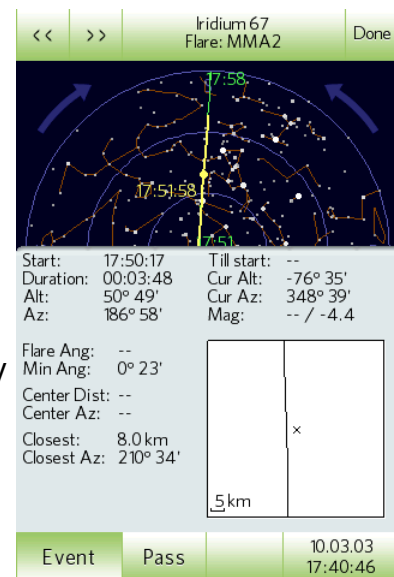 << >> Iridium 67 Done
Flare: MMA2
17:58
17:51:58
17:51
Start: 17:50:17 Till start: --
Duration: 00:03:48 Cur Alt: -76° 35'
Alt: 50° 49' Cur Az: 348° 39'
Az: 186° 58' Mag: -- / -4.4
Flare Ang: --
Min Ang: 0° 23'
Center Dist: --
Center Az: --
Closest: 8.0 km
Closest Az: 210° 34'
5 km
Event Pass 10.03.03
17:40:46
y